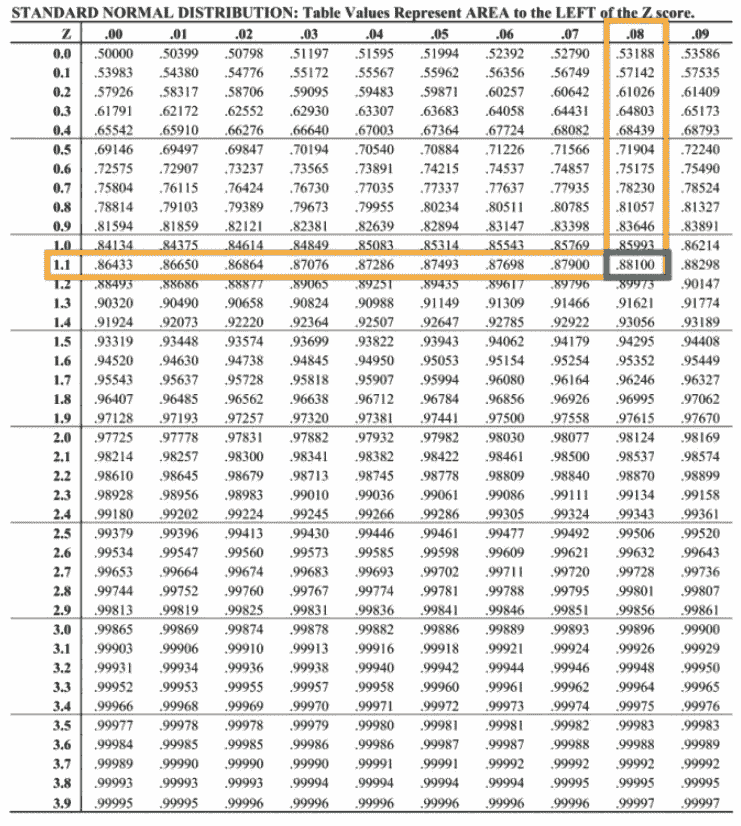 STANDARD NORMAL DISTRIBUTION: Table Values Represent AREA to the LEFT of the Z score.
Z .00 .01 .02 .03 .04 .05 .06 .07 .08 .09
0.0 .50000 .50399 .50798 .51197 .51595 .51994 .52392 .52790 .53188 .53586
0.1 .53983 .54380 .54776 .55172 .55567 .55962 .56356 .56749 .57142 .57535
0.2 .57926 .58317 .58706 .59095 .59483 .59871 .60257 .60642 .61026 .61409
0.3 .61791 .62172 .62552 .62930 .63307 .63683 .64058 .64431 .64803 .65173
0.4 .65542 .65910 .66276 .66640 .67003 .67364 .67724 .68082 .68439 .68793
0.5 .69146 .69497 .69847 .70194 .70540 .70884 .71226 .71566 .71904 .72240
0.6 .72575 .72907 .73237 .73565 .73891 .74215 .74537 .74857 .75175 .75490
0.7 .75804 .76115 .76424 .76730 .77035 .77337 .77637 .77935 .78230 .78524
0.8 .78814 .79103 .79389 .79673 .79955 .80234 .80511 .80785 .81057 .81327
0.9 .81594 .81859 .82121 .82381 .82639 .82894 .83147 .83398 .83646 .83891
1.0 .84134 .84375 .84614 .84849 .85083 .85314 .85543 .85769 .85993 .86214
1.1 .86433 .86650 .86864 .87076 .87286 .87493 .87698 .87900 .88100 .88298
1.2 .88493 .88686 .88877 .89065 .89251 .89435 .89617 .89796 .89973 .90147
1.3 .90320 .90490 .90658 .90824 .90988 .91149 .91309 .91466 .91621 .91774
1.4 .91924 .92073 .92220 .92364 .92507 .92647 .92785 .92922 .93056 .93189
1.5 .93319 .93448 .93574 .93699 .93822 .93943 .94062 .94179 .94295 .94408
1.6 .94520 .94630 .94738 .94845 .94950 .95053 .95154 .95254 .95352 .95449
1.7 .95543 .95637 .95728 .95818 .95907 .95994 .96080 .96164 .96246 .96327
1.8 .96407 .96485 .96562 .96638 .96712 .96784 .96856 .96926 .96995 .97062
1.9 .97128 .97193 .97257 .97320 .97381 .97441 .97500 .97558 .97615 .97670
2.0 .97725 .97778 .97831 .97882 .97932 .97982 .98030 .98077 .98124 .98169
2.1 .98214 .98257 .98300 .98341 .98382 .98422 .98461 .98500 .98537 .98574
2.2 .98610 .98645 .98679 .98713 .98745 .98778 .98809 .98840 .98870 .98899
2.3 .98928 .98956 .98983 .99010 .99036 .99061 .99086 .99111 .99134 .99158
2.4 .99180 .99202 .99224 .99245 .99266 .99286 .99305 .99324 .99343 .99361
2.5 .99379 .99396 .99413 .99430 .99446 .99461 .99477 .99492 .99506 .99520
2.6 .99534 .99547 .99560 .99573 .99585 .99598 .99609 .99621 .99632 .99643
2.7 .99653 .99664 .99674 .99683 .99693 .99702 .99711 .99720 .99728 .99736
2.8 .99744 .99752 .99760 .99767 .99774 .99781 .99788 .99795 .99801 .99807
2.9 .99813 .99819 .99825 .99831 .99836 .99841 .99846 .99851 .99856 .99861
3.0 .99865 .99869 .99874 .99878 .99882 .99886 .99889 .99893 .99896 .99900
3.1 .99903 .99906 .99910 .99913 .99916 .99918 .99921 .99924 .99926 .99929
3.2 .99931 .99934 .99936 .99938 .99940 .99942 .99944 .99946 .99948 .99950
3.3 .99952 .99953 .99955 .99957 .99958 .99960 .99961 .99962 .99964 .99965
3.4 .99966 .99968 .99969 .99970 .99971 .99972 .99973 .99974 .99975 .99976
3.5 .99977 .99978 .99978 .99979 .99980 .99981 .99981 .99982 .99983 .99983
3.6 .99984 .99985 .99985 .99986 .99986 .99987 .99987 .99988 .99988 .99989
3.7 .99989 .99990 .99990 .99990 .99991 .99991 .99992 .99992 .99992 .99992
3.8 .99993 .99993 .99993 .99994 .99994 .99994 .99994 .99995 .99995 .99995
3.9 .99995 .99995 .99996 .99996 .99996 .99996 .99996 .99996 .99997 .99997